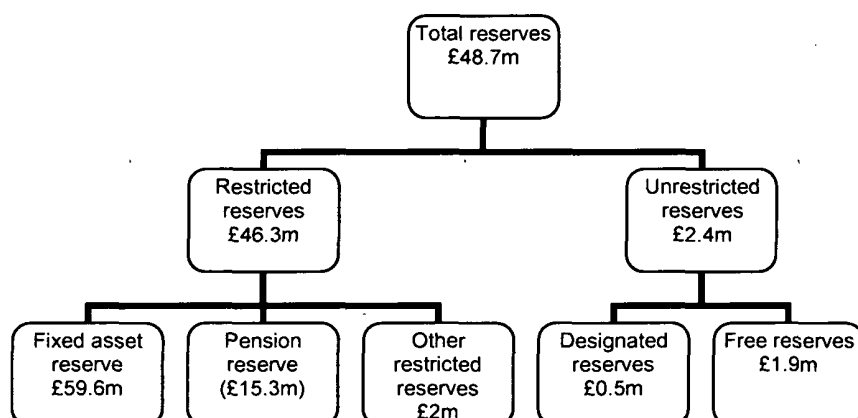 Total reserves
£48.7m
Restricted
reserves
£46.3m
Unrestricted
reserves
£2.4m
Fixed asset
reserve
£59.6m
Pension
reserve
(£15.3m)
Other
restricted
reserves
£2m
Designated
reserves
£0.5m
Free reserves
£1.9m